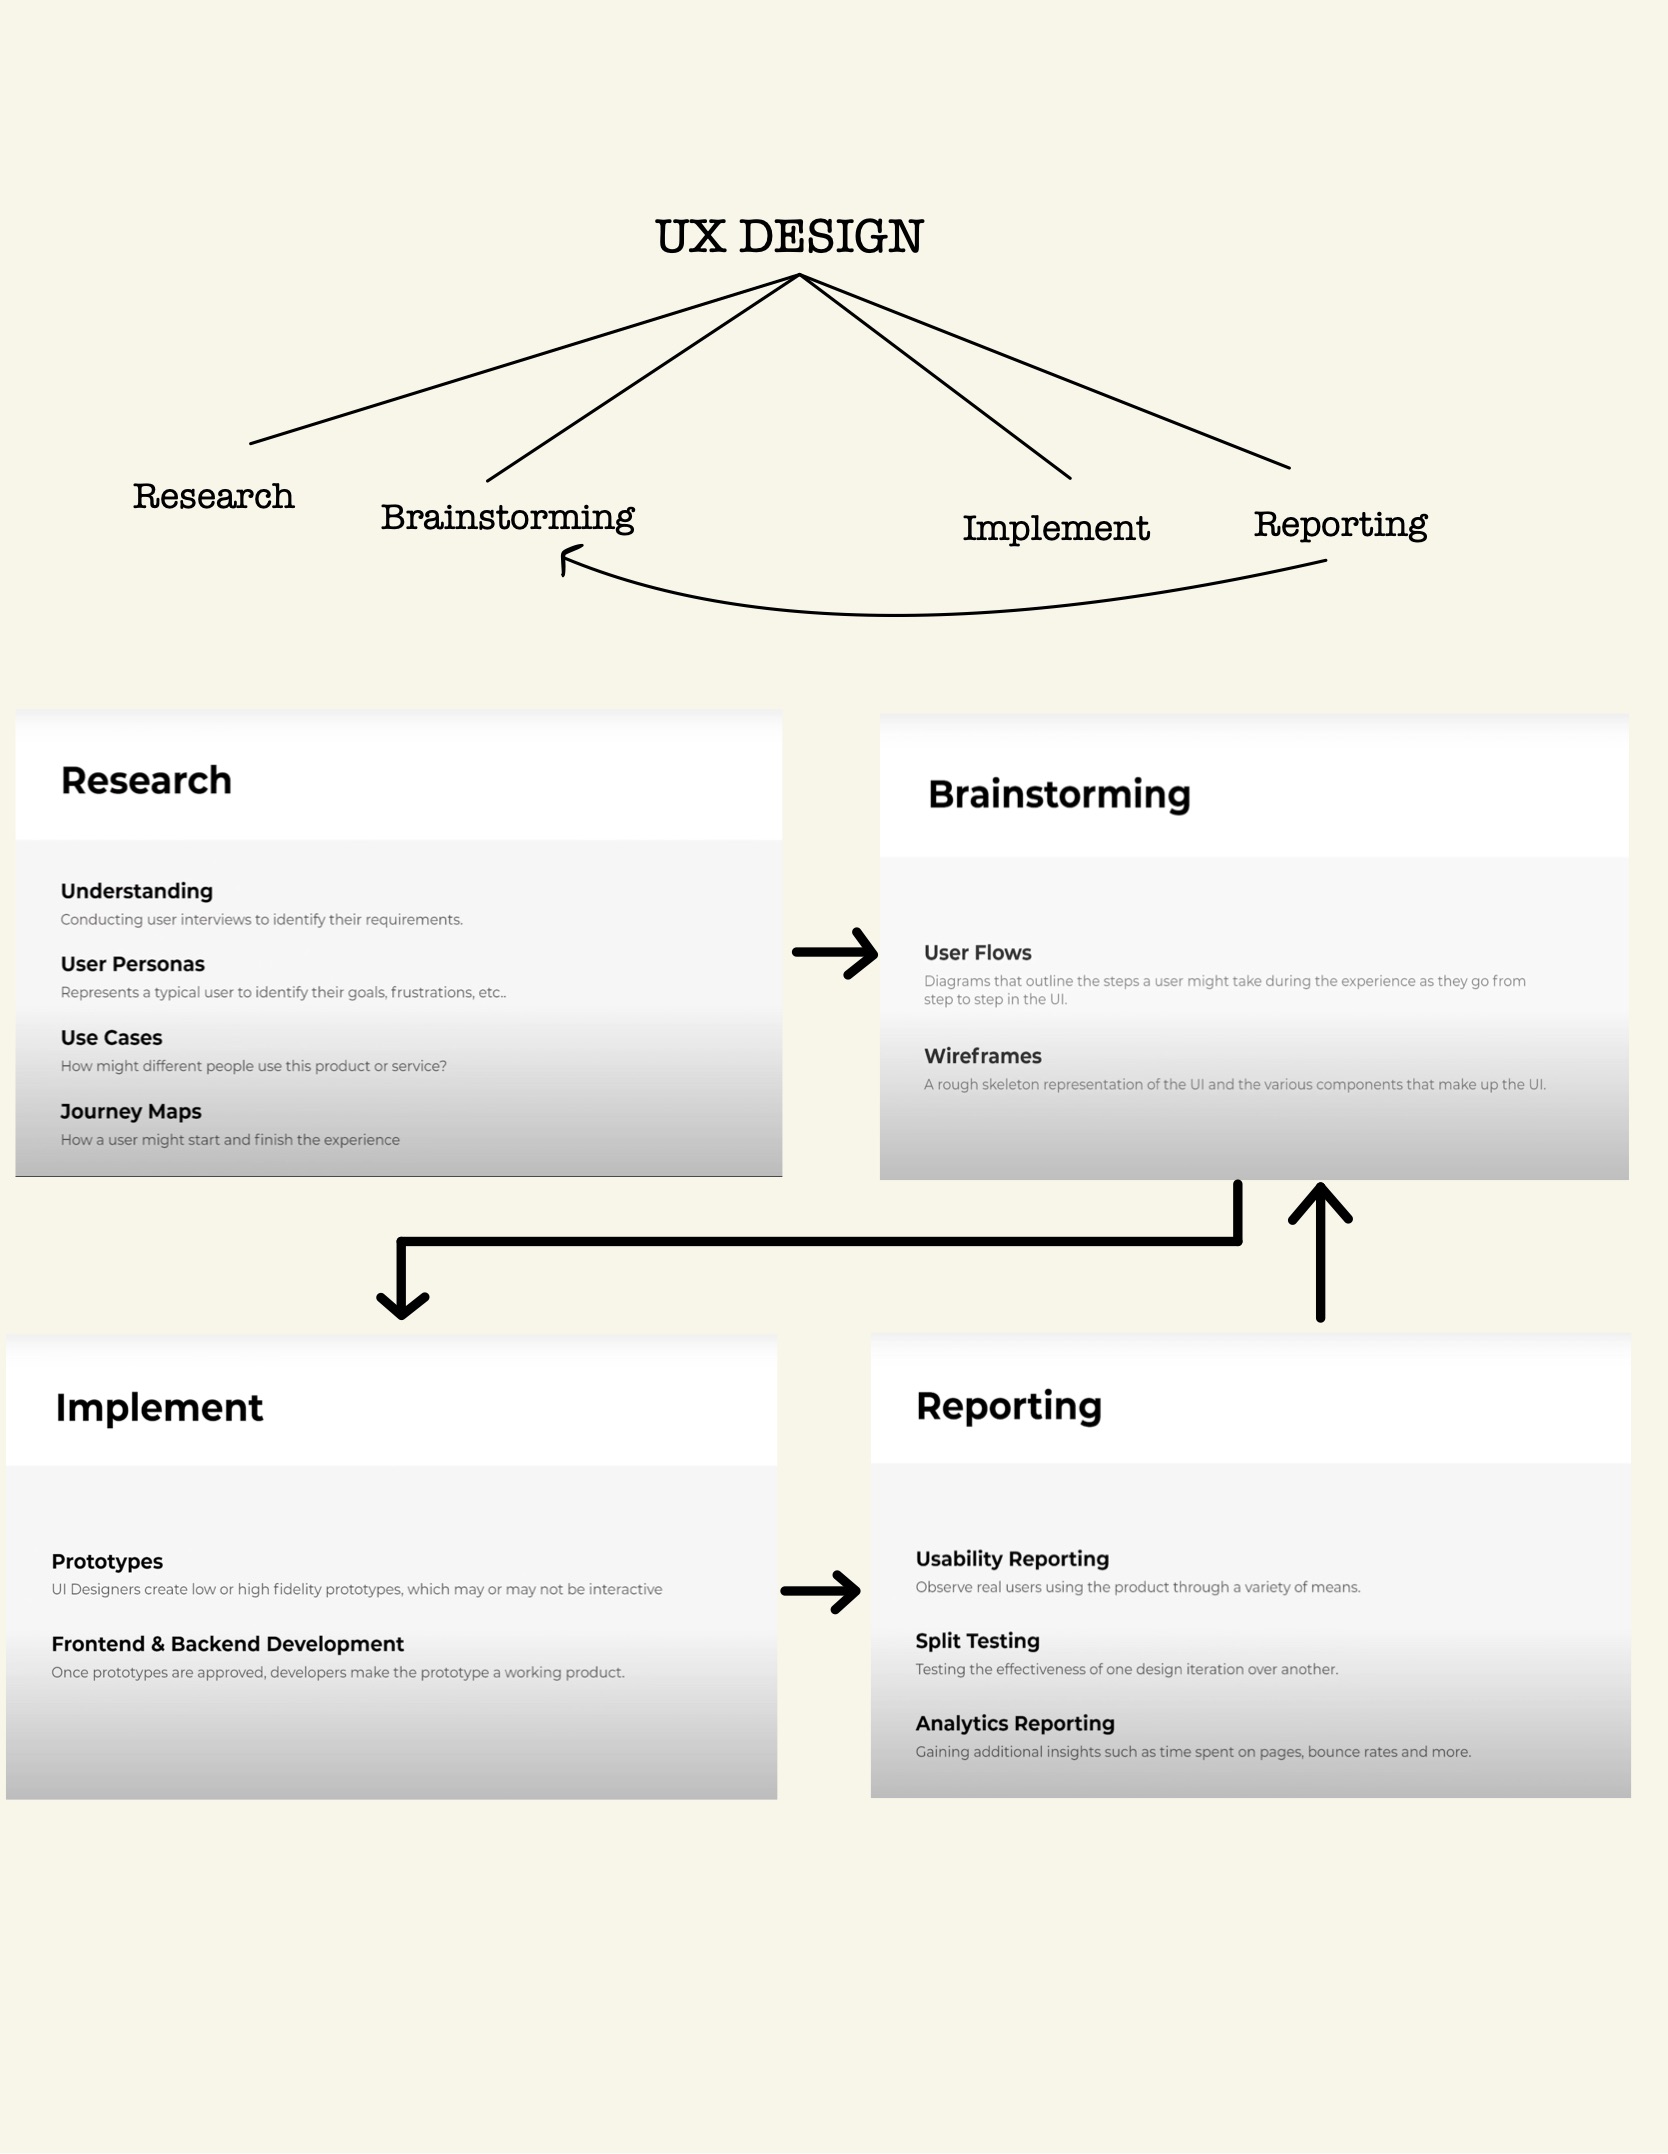 UX DESIGN
Research
Brainstorming
Implement
Reporting
Research
Understanding
Conducting user interviews to identify their requirements.
User Personas
Represents a typical user to identify their goals, frustrations, etc..
Use Cases
How might different people use this product or service?
Journey Maps
How a user might start and finish the experience
Brainstorming
User Flows
Diagrams that outline the steps a user might take during the experience as they go from
step to step in the UI.
Wireframes
A rough skeleton representation of the UI and the various components that make up the UI.
Implement
Prototypes
UI Designers create low or high fidelity prototypes, which may or may not be interactive
Frontend & Backend Development
Once prototypes are approved, developers make the prototype a working product.
Reporting
Usability Reporting
Observe real users using the product through a variety of means.
Split Testing
Testing the effectiveness of one design iteration over another.
Analytics Reporting
Gaining additional insights such as time spent on pages, bounce rates and more.